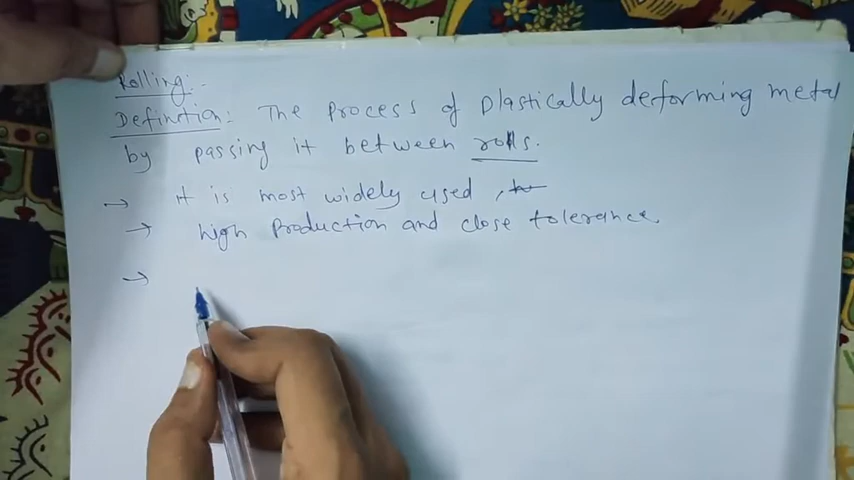 Rolling:-
Definition: The Process of Plastically deforming metal
by passing it between rolls.
→ it is most widely used,
→ high Production and close tolerance.
→